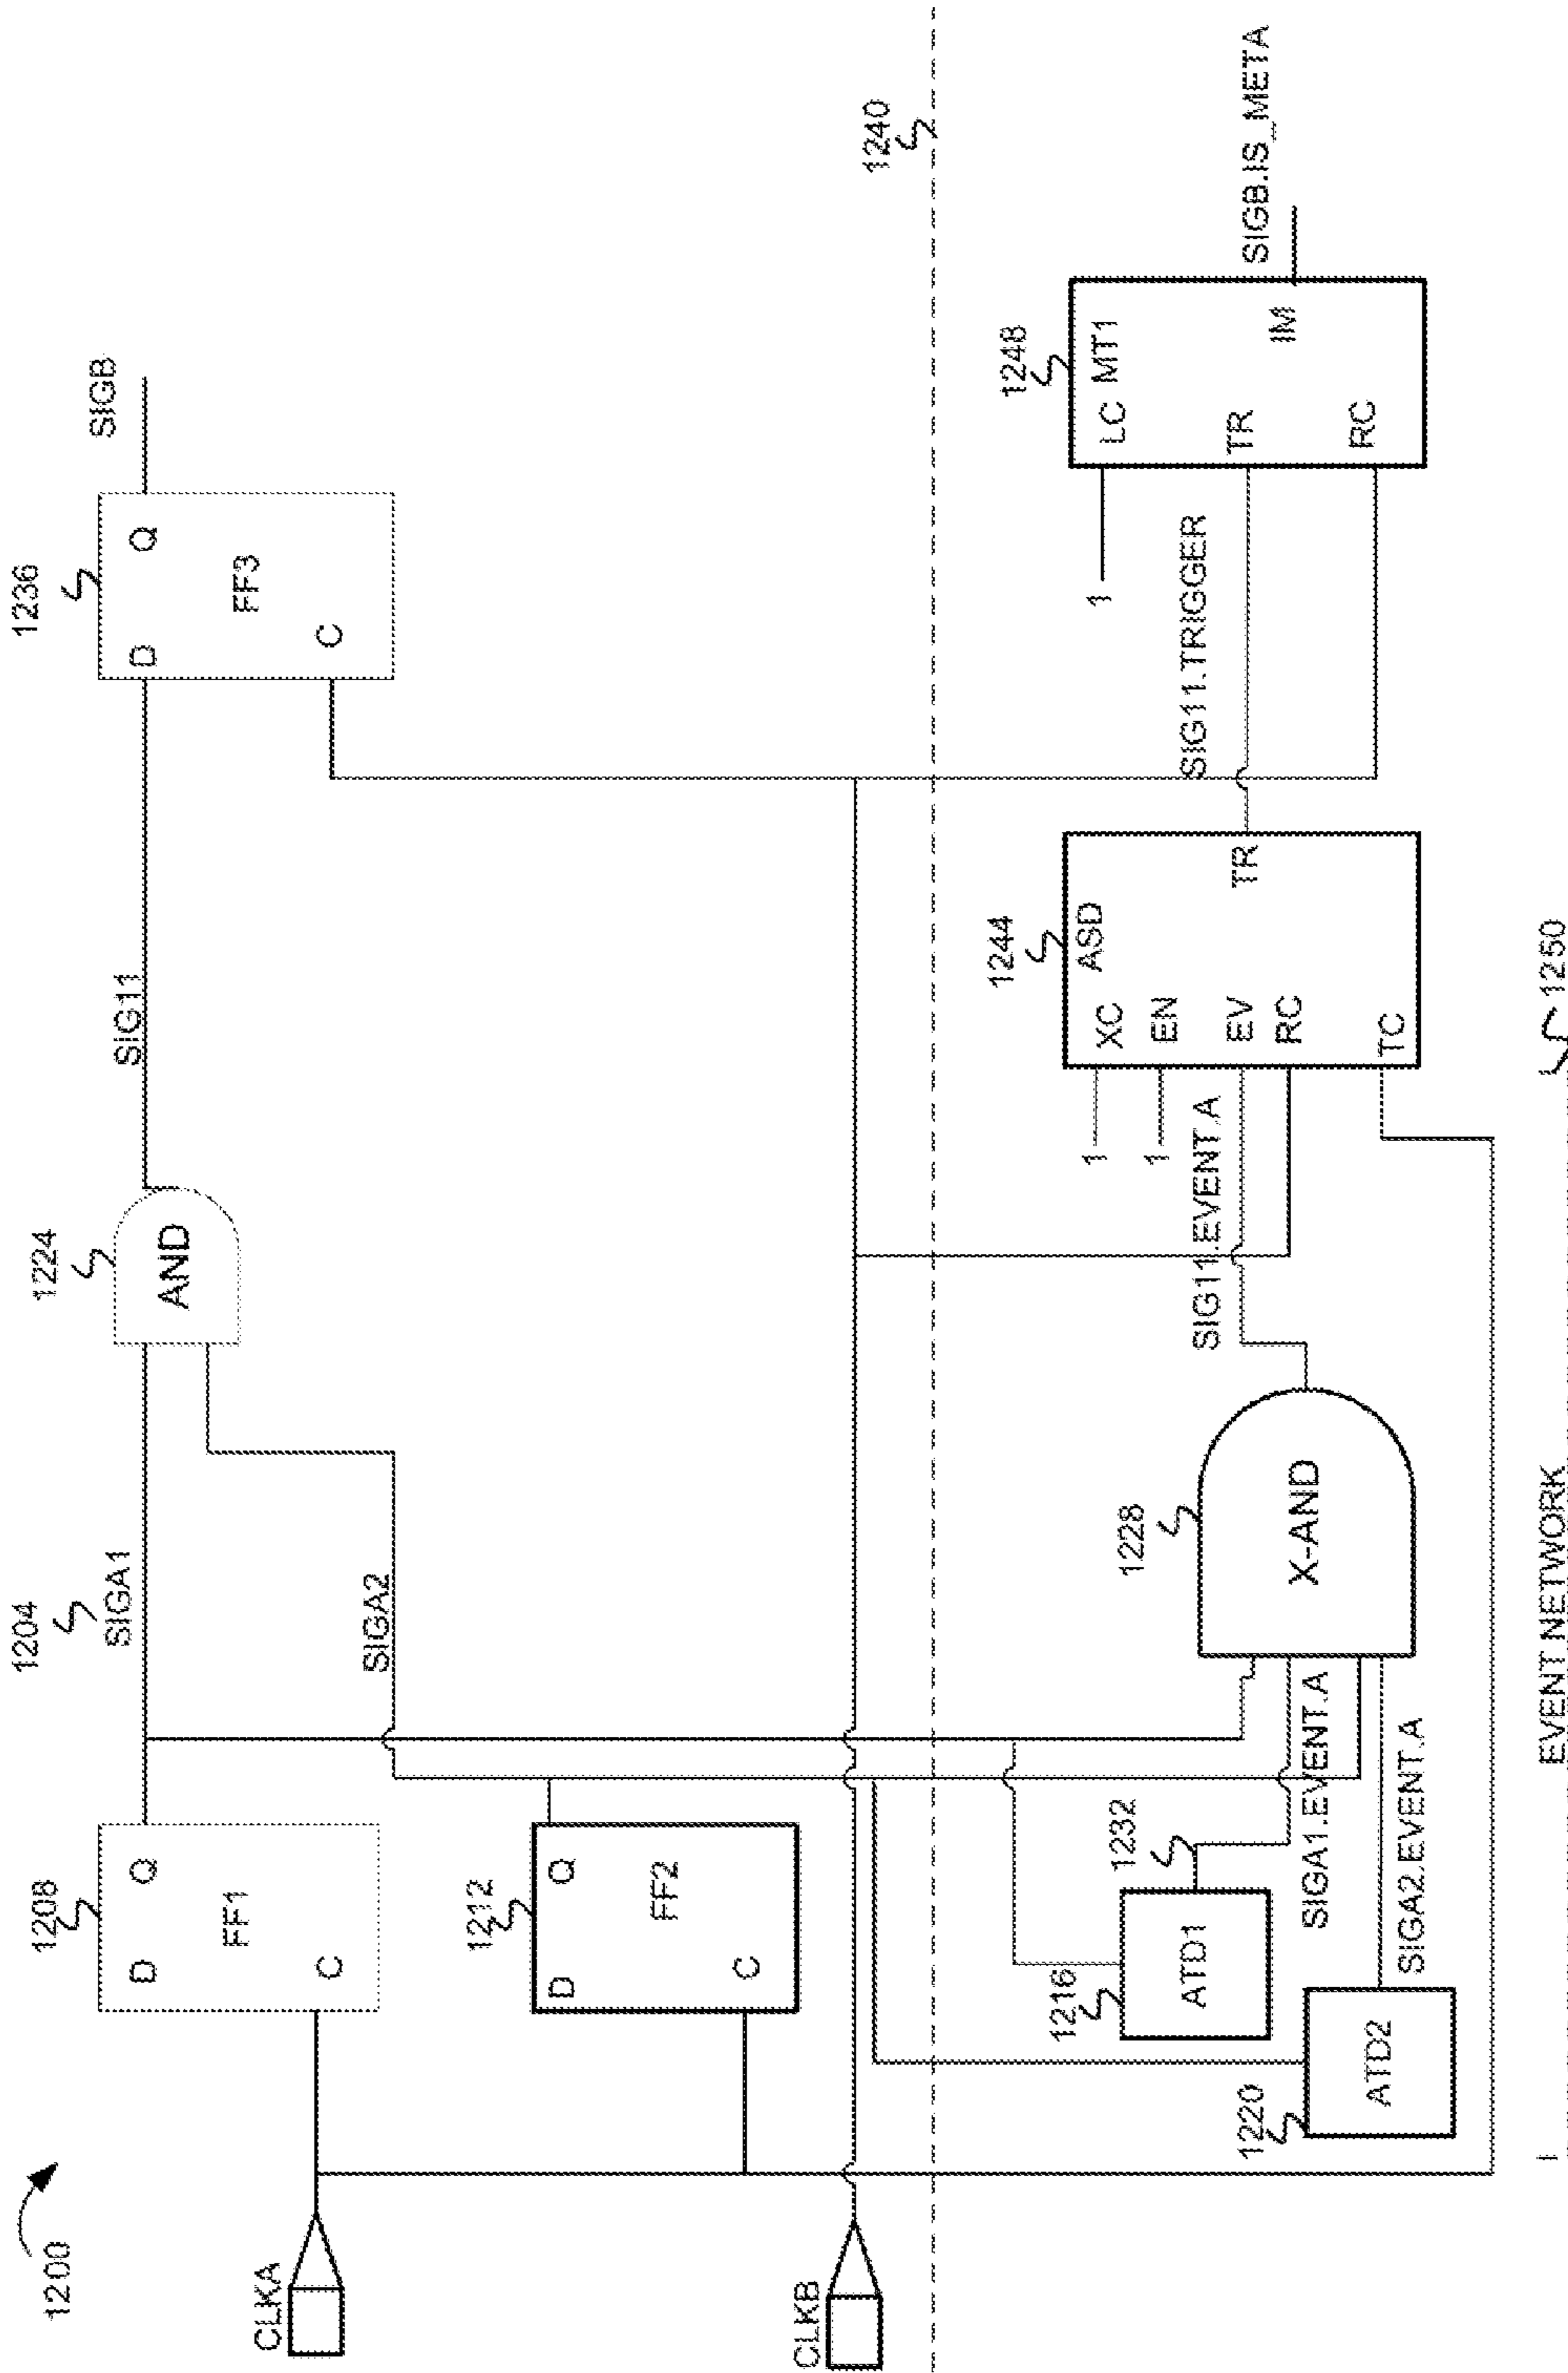 1200
CLKA
CLKB
1208
D Q
FF1
C
1212
D Q
FF2
C
1204
SIGA1
SIGA2
1224
AND
SIG11
1236
D Q
FF3
C
SIGB
1240
1216
ATD1
1232
1220
ATD2
SIGA1.EVENT.A
SIGA2.EVENT.A
1228
X-AND
SIG11.EVENT.A
1244
ASD
1
XC
1
EN
EV
RC
TC
TR
SIG11.TRIGGER
1248
1
LC MT1
TR
IM
RC
SIGB.IS_META
EVENT NETWORK
1250